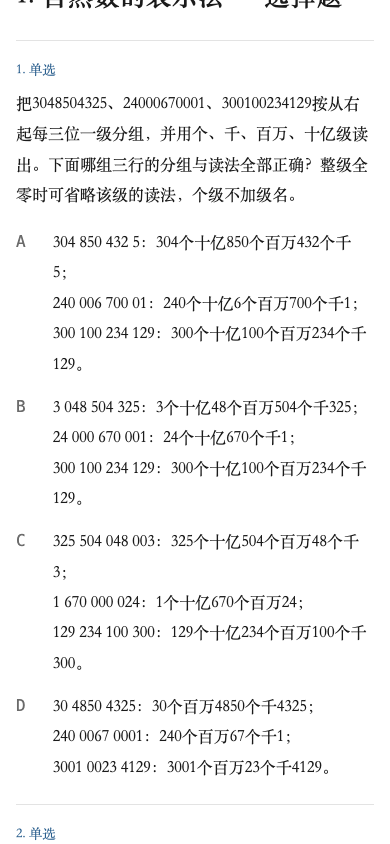 1. 单选
把3048504325、24000670001、300100234129按从右
起每三位一级分组，并用个、千、百万、十亿级读
出。下面哪组三行的分组与读法全部正确？整级全
零时可省略该级的读法，个级不加级名。
A 304 850 432 5：304个十亿850个百万432个千
5；
240 006 700 01：240个十亿6个百万700个千1；
300 100 234 129：300个十亿100个百万234个千
129。
B 3 048 504 325：3个十亿48个百万504个千325；
24 000 670 001：24个十亿670个千1；
300 100 234 129：300个十亿100个百万234个千
129。
C 325 504 048 003：325个十亿504个百万48个千
3；
1 670 000 024：1个十亿670个百万24；
129 234 100 300：129个十亿234个百万100个千
300。
D 30 4850 4325：30个百万4850个千4325；
240 0067 0001：240个百万67个千1；
3001 0023 4129：3001个百万23个千4129。
2. 单选